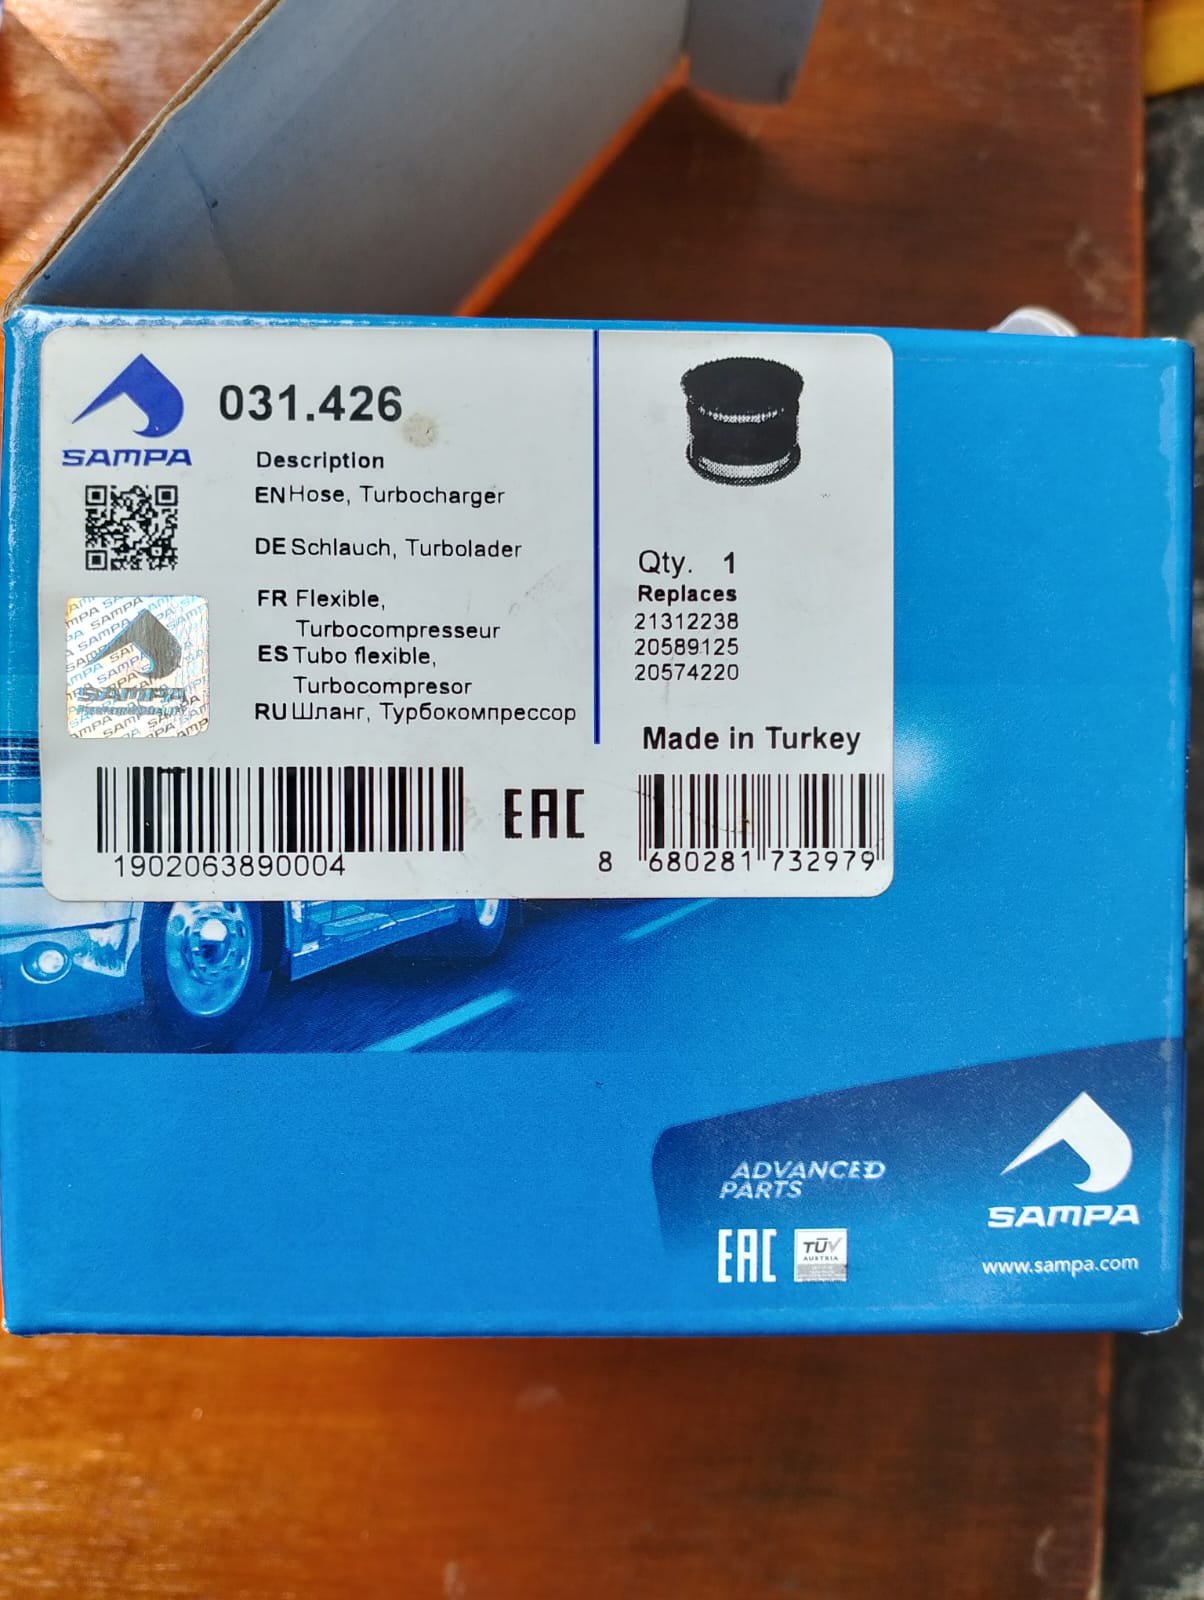 SAMPA
031.426
Description
EN Hose, Turbocharger
DE Schlauch, Turbolader
FR Flexible,
Turbocompresseur
ES Tubo flexible,
Turbocompresor
RU Шланг, Турбокомпрессор
Qty. 1
Replaces
21312238
20589125
20574220
Made in Turkey
SAMPA
1902063890004
EAC
8 680281 732979
ADVANCED
PARTS
EAC
TÜV
AUSTRIA
SAMPA
www.sampa.com